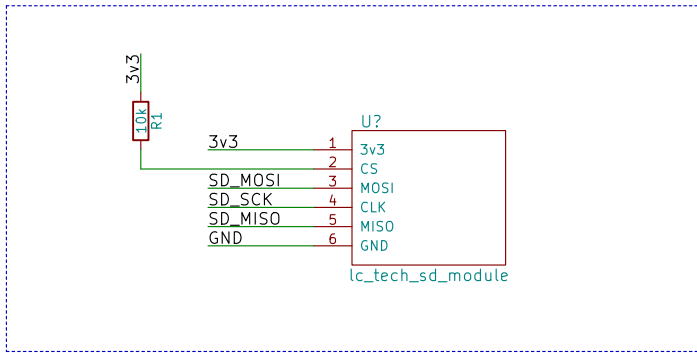 3v3
10k
R1
U?
3v3 1 3v3
2 CS
SD_MOSI 3 MOSI
SD_SCK 4 CLK
SD_MISO 5 MISO
GND 6 GND
lc_tech_sd_module